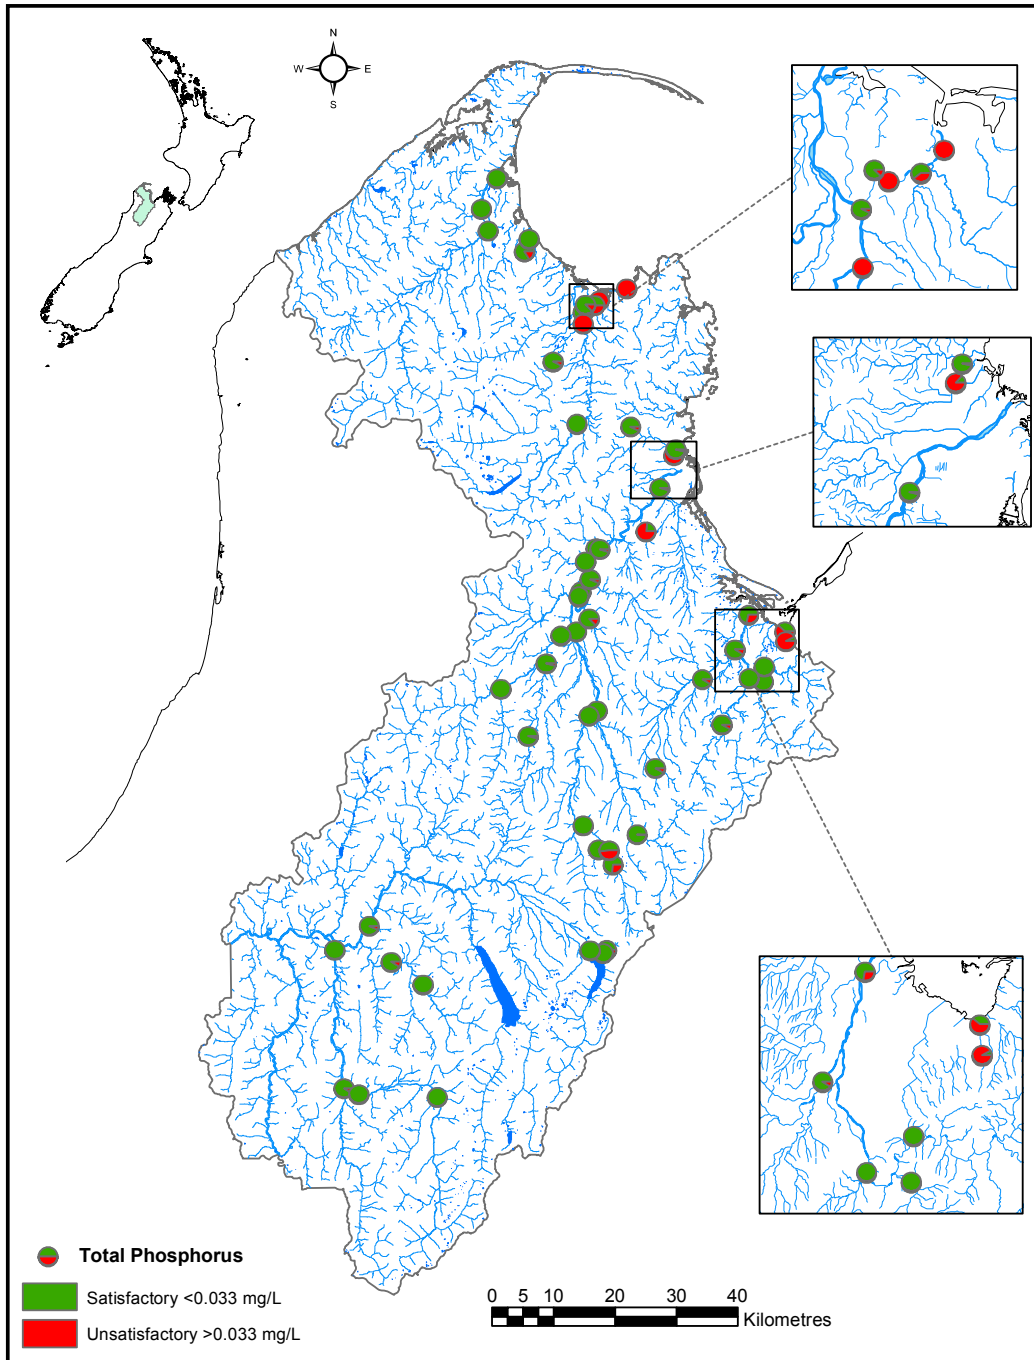 N
W E
S
Total Phosphorus
Satisfactory <0.033 mg/L
Unsatisfactory >0.033 mg/L
0 5 10 20 30 40
Kilometres